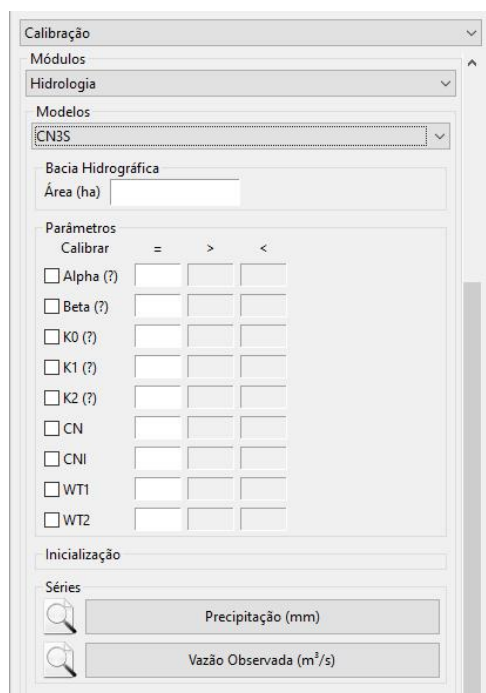 Calibração
Módulos
Hidrologia
Modelos
CN3S
Bacia Hidrográfica
Área (ha)
Parâmetros
Calibrar = > <
Alpha (?)
Beta (?)
K0 (?)
K1 (?)
K2 (?)
CN
CNI
WT1
WT2
Inicialização
Séries
Precipitação (mm)
Vazão Observada (m³/s)